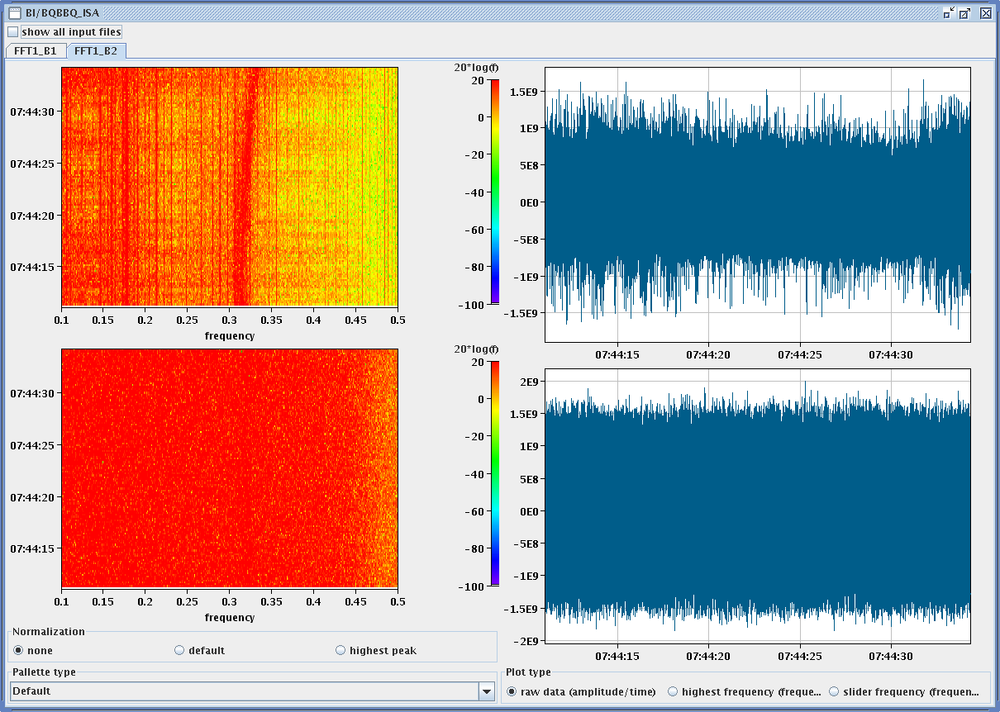 BI/BQBBQ_ISA
show all input files
FFT1_B1 FFT1_B2
20*log(f)
20
0
-20
-40
-60
-80
-100
07:44:30
07:44:25
07:44:20
07:44:15
0.1 0.15 0.2 0.25 0.3 0.35 0.4 0.45 0.5
frequency
1.5E9
1E9
5E8
0E0
-5E8
-1E9
-1.5E9
07:44:15 07:44:20 07:44:25 07:44:30
20*log(f)
20
0
-20
-40
-60
-80
-100
07:44:30
07:44:25
07:44:20
07:44:15
0.1 0.15 0.2 0.25 0.3 0.35 0.4 0.45 0.5
frequency
2E9
1.5E9
1E9
5E8
0E0
-5E8
-1E9
-1.5E9
-2E9
07:44:15 07:44:20 07:44:25 07:44:30
Normalization
none default highest peak
Pallette type
Default
Plot type
raw data (amplitude/time) highest frequency (freque... slider frequency (frequen...